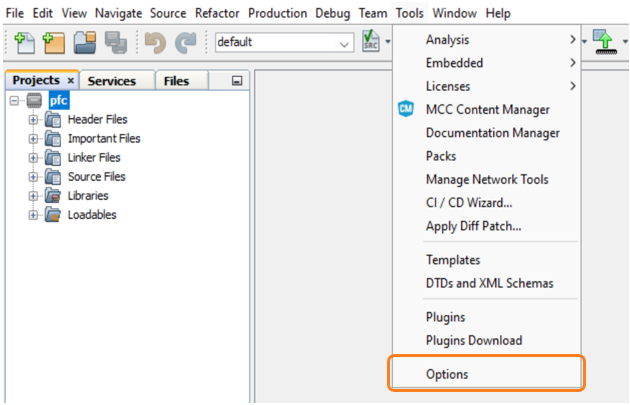 File Edit View Navigate Source Refactor Production Debug Team Tools Window Help
default
SRC
Projects × Services Files
pfc
Header Files
Important Files
Linker Files
Source Files
Libraries
Loadables
Analysis
Embedded
Licenses
CM MCC Content Manager
Documentation Manager
Packs
Manage Network Tools
CI / CD Wizard...
Apply Diff Patch...
Templates
DTDs and XML Schemas
Plugins
Plugins Download
Options